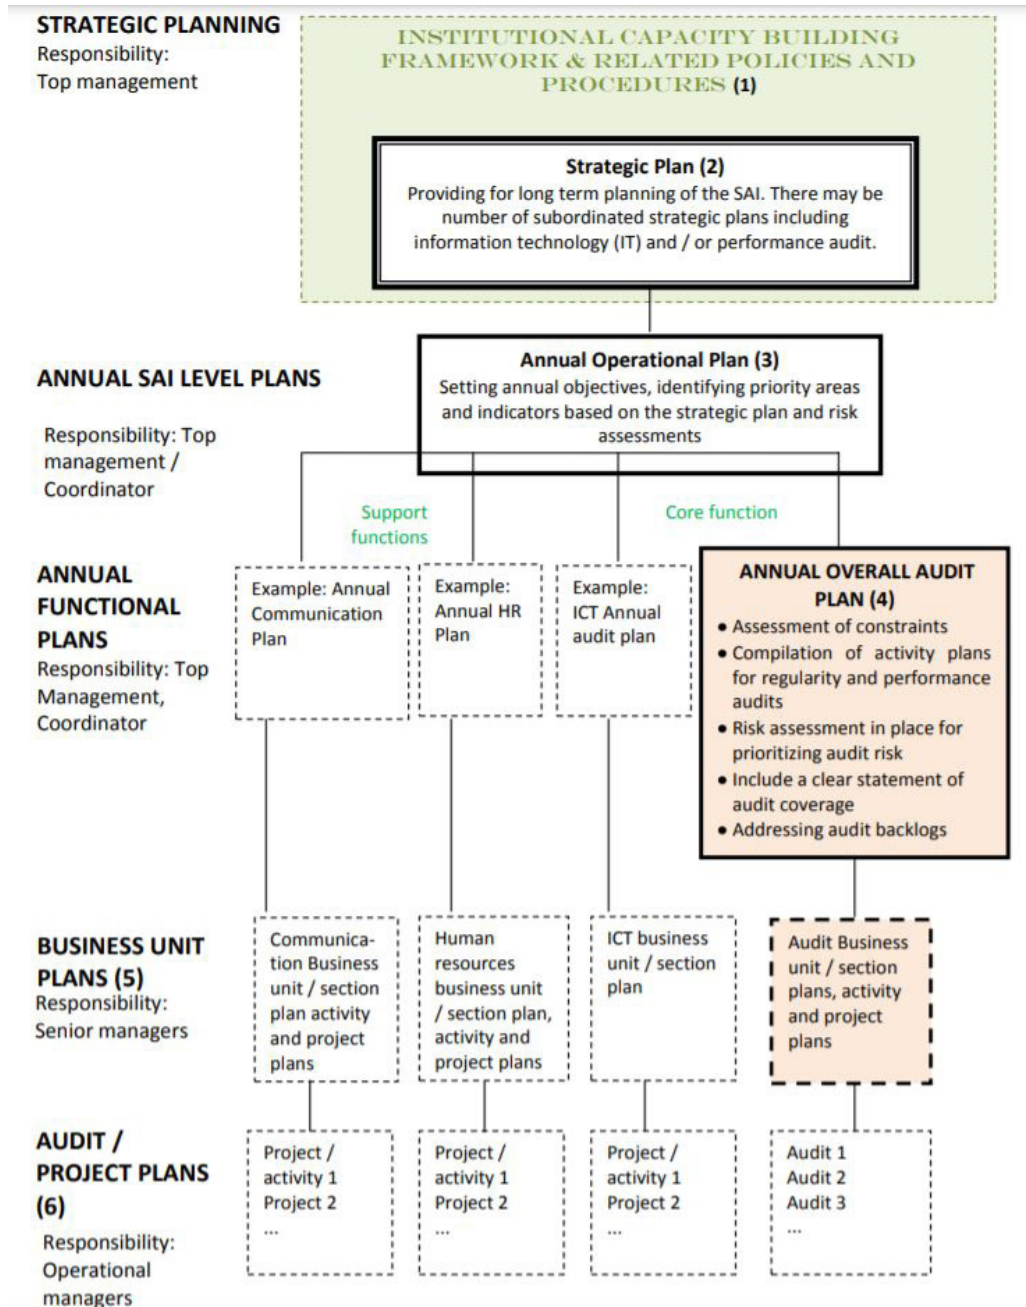 STRATEGIC PLANNING
Responsibility:
Top management
INSTITUTIONAL CAPACITY BUILDING
FRAMEWORK & RELATED POLICIES AND
PROCEDURES (1)
Strategic Plan (2)
Providing for long term planning of the SAI. There may be
number of subordinated strategic plans including
information technology (IT) and / or performance audit.
ANNUAL SAI LEVEL PLANS
Responsibility: Top
management /
Coordinator
Annual Operational Plan (3)
Setting annual objectives, identifying priority areas
and indicators based on the strategic plan and risk
assessments
Support
functions
Core function
ANNUAL
FUNCTIONAL
PLANS
Responsibility: Top
Management,
Coordinator
Example: Annual
Communication
Plan
Example:
Annual HR
Plan
Example:
ICT Annual
audit plan
ANNUAL OVERALL AUDIT
PLAN (4)
• Assessment of constraints
• Compilation of activity plans
for regularity and performance
audits
• Risk assessment in place for
prioritizing audit risk
• Include a clear statement of
audit coverage
• Addressing audit backlogs
BUSINESS UNIT
PLANS (5)
Responsibility:
Senior managers
Communica-
tion Business
unit / section
plan activity
and project
plans
Human
resources
business unit
/ section plan,
activity and
project plans
ICT business
unit / section
plan
Audit Business
unit / section
plans, activity
and project
plans
AUDIT /
PROJECT PLANS
(6)
Responsibility:
Operational
managers
Project /
activity 1
Project 2
...
Project /
activity 1
Project 2
...
Project /
activity 1
Project 2
...
Audit 1
Audit 2
Audit 3
...